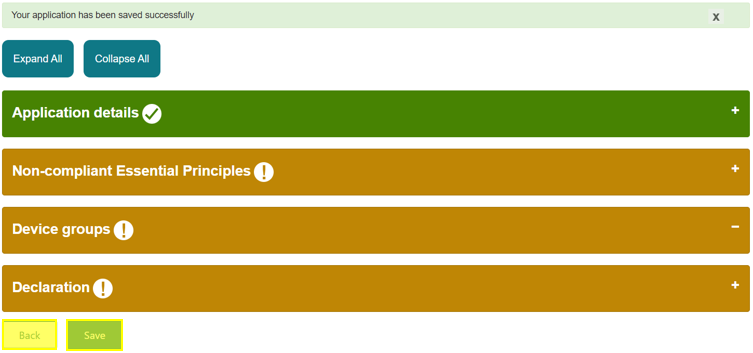 Your application has been saved successfully x
Expand All Collapse All
Application details +
Non-compliant Essential Principles ! +
Device groups ! −
Declaration ! +
Back Save